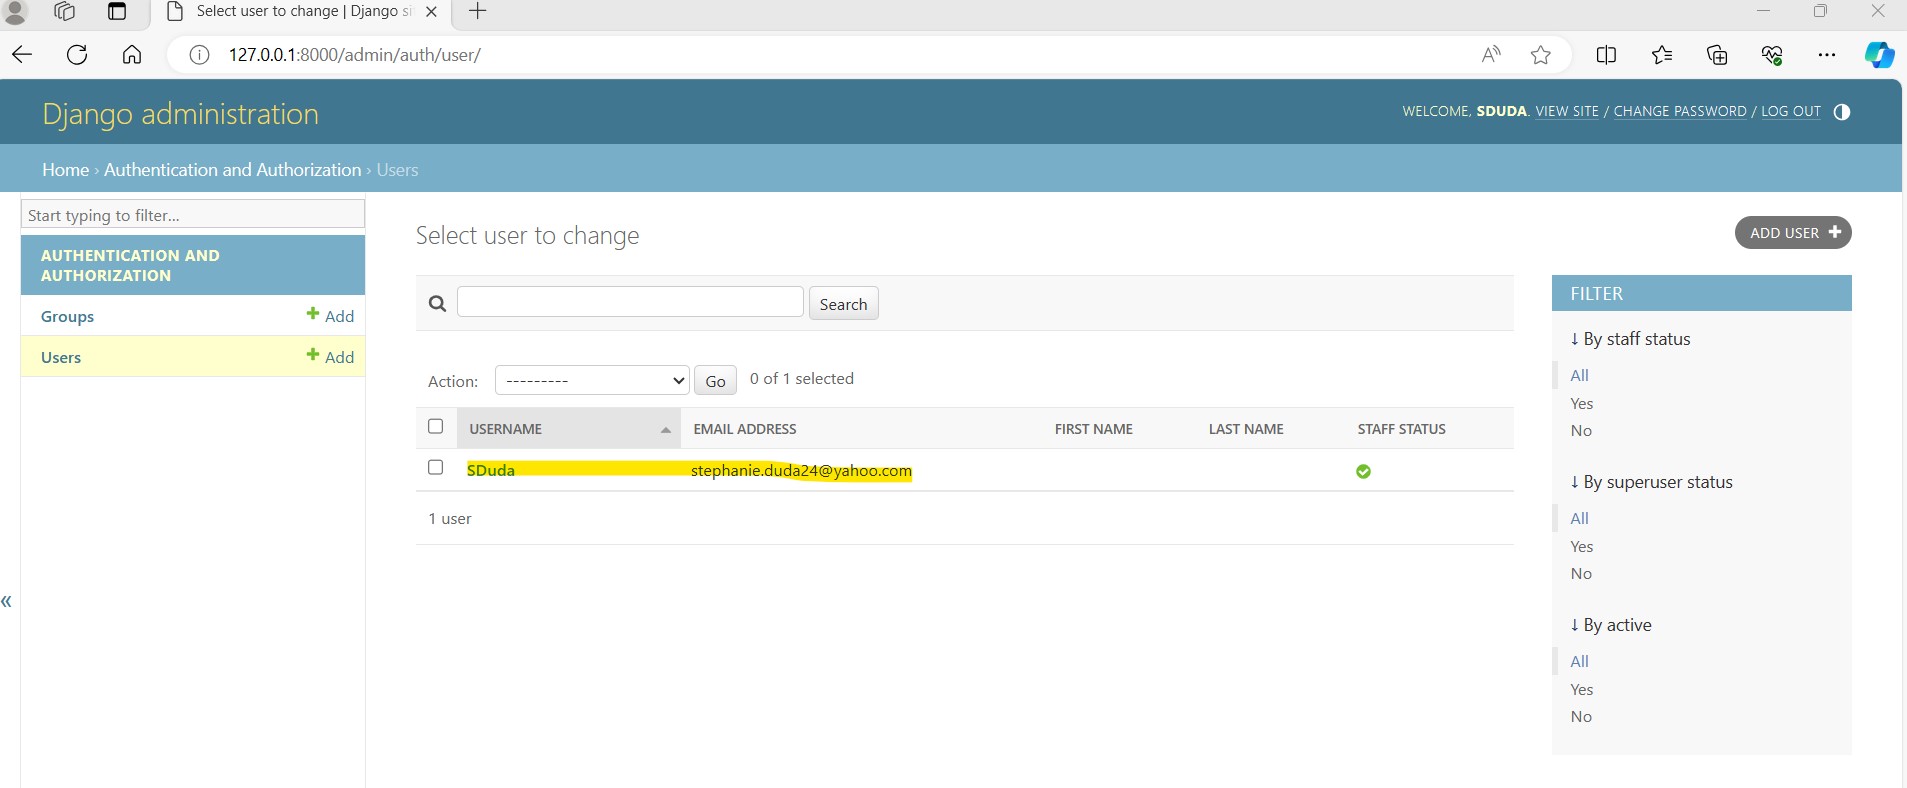 Select user to change | Django si
127.0.0.1:8000/admin/auth/user/
Django administration
WELCOME, SDUDA. VIEW SITE / CHANGE PASSWORD / LOG OUT
Home › Authentication and Authorization › Users
Start typing to filter...
AUTHENTICATION AND
AUTHORIZATION
Groups + Add
Users + Add
«
Select user to change
ADD USER +
Search
Action: --------- Go 0 of 1 selected
USERNAME EMAIL ADDRESS FIRST NAME LAST NAME STAFF STATUS
SDuda stephanie.duda24@yahoo.com
1 user
FILTER
↓ By staff status
All
Yes
No
↓ By superuser status
All
Yes
No
↓ By active
All
Yes
No